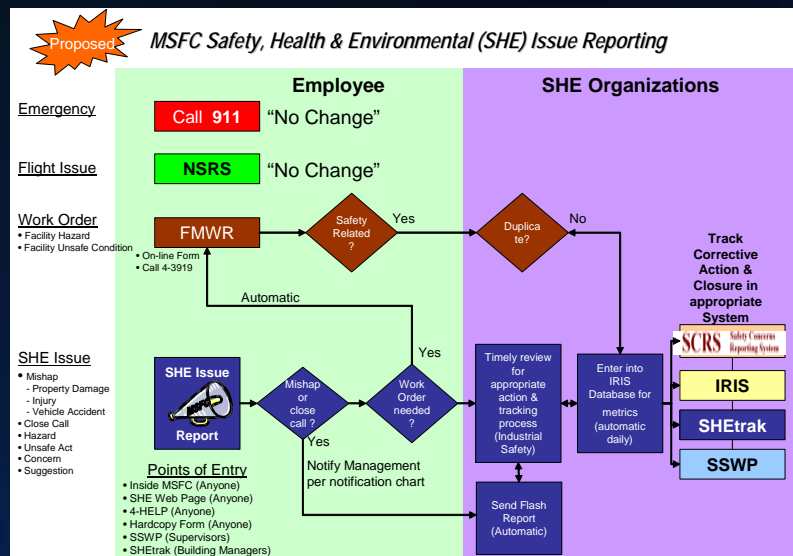 Proposed
MSFC Safety, Health & Environmental (SHE) Issue Reporting
Employee
SHE Organizations
Emergency
Call 911
“No Change”
Flight Issue
NSRS
“No Change”
Work Order
• Facility Hazard
• Facility Unsafe Condition
FMWR
• On-line Form
• Call 4-3919
Safety
Related
?
Yes
Duplica
te?
No
Automatic
Yes
Track
Corrective
Action &
Closure in
appropriate
System
SCRS Safety Concerns
Reporting System
IRIS
SHEtrak
SSWP
SHE Issue
• Mishap
- Property Damage
- Injury
- Vehicle Accident
• Close Call
• Hazard
• Unsafe Act
• Concern
• Suggestion
SHE Issue
MSFC
Report
Mishap
or
close
call ?
Work
Order
needed
?
Timely review
for
appropriate
action &
tracking
process
(Industrial
Safety)
Enter into
IRIS
Database for
metrics
(automatic
daily)
Yes
Notify Management
per notification chart
Send Flash
Report
(Automatic)
Points of Entry
• Inside MSFC (Anyone)
• SHE Web Page (Anyone)
• 4-HELP (Anyone)
• Hardcopy Form (Anyone)
• SSWP (Supervisors)
• SHEtrak (Building Managers)